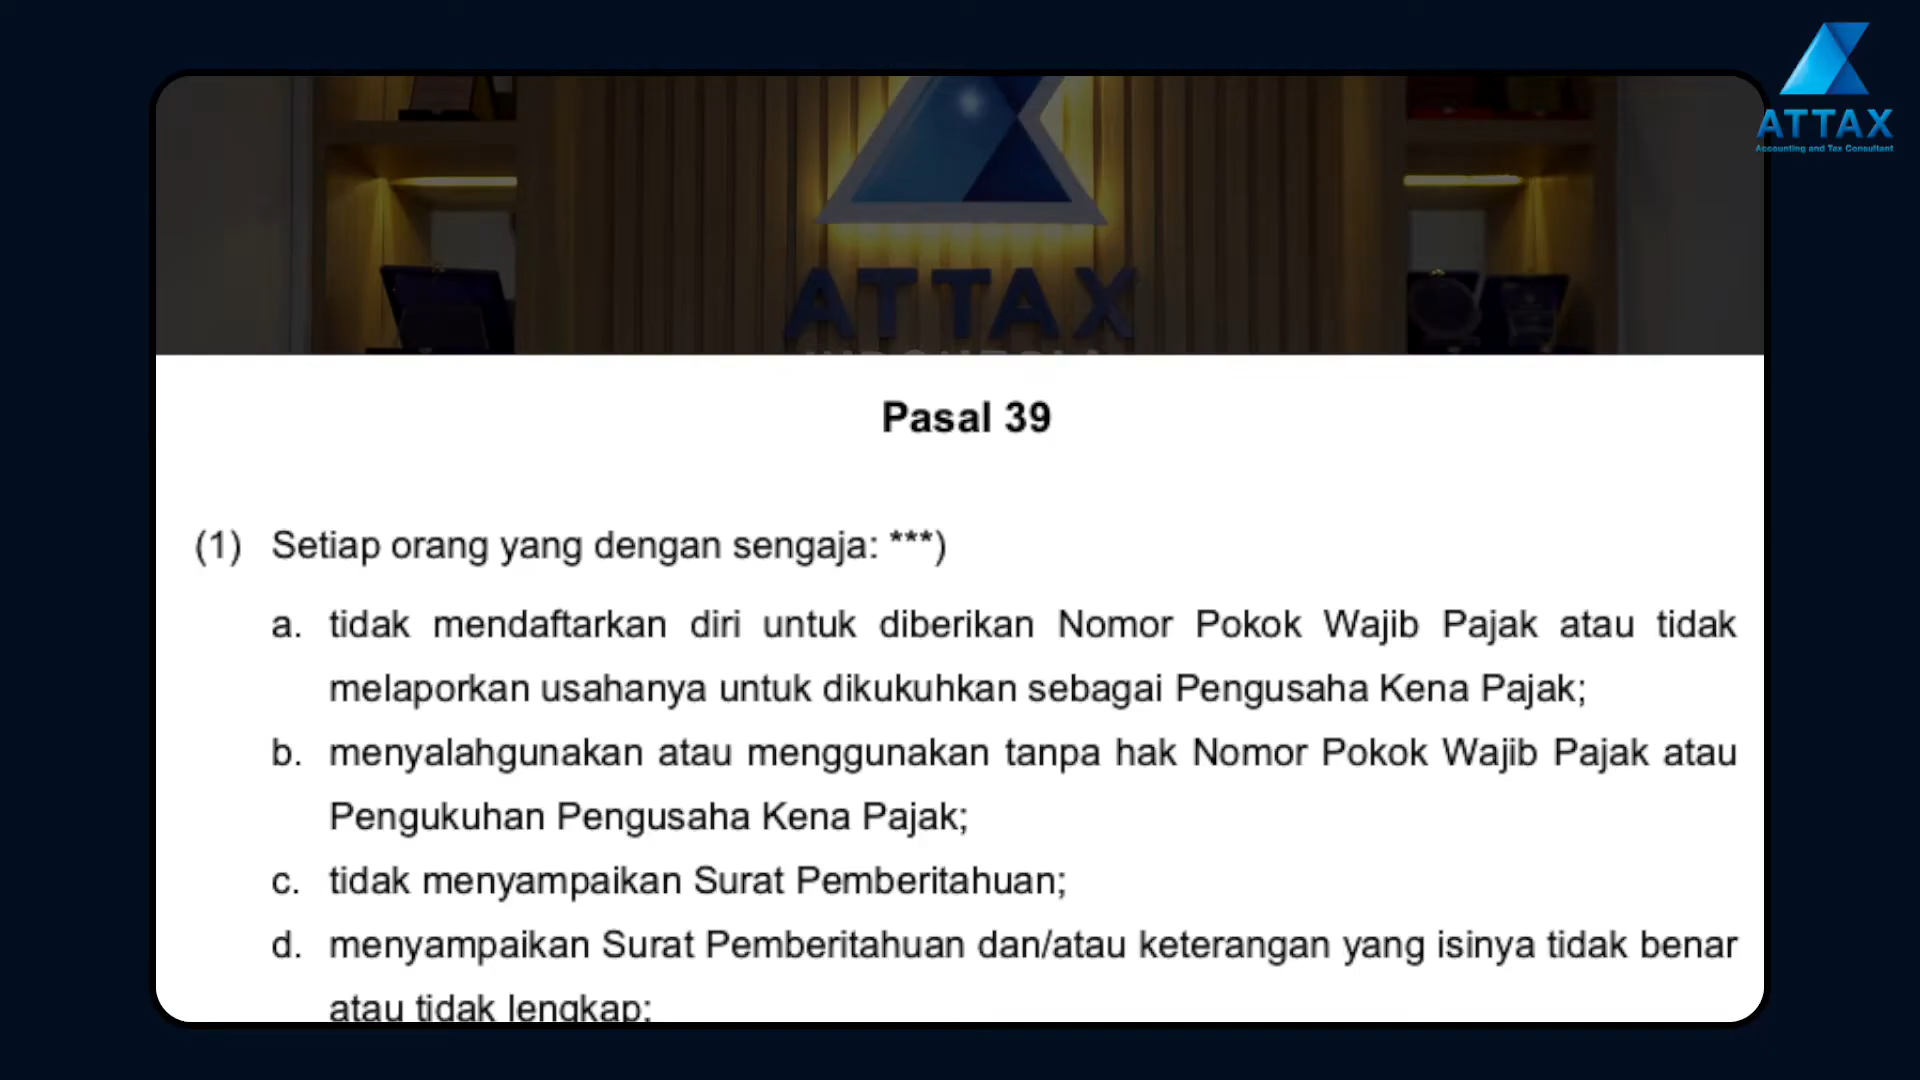 ATTAX
Accounting and Tax Consultant
ATTAX
Pasal 39
(1) Setiap orang yang dengan sengaja: ***)
a. tidak mendaftarkan diri untuk diberikan Nomor Pokok Wajib Pajak atau tidak
melaporkan usahanya untuk dikukuhkan sebagai Pengusaha Kena Pajak;
b. menyalahgunakan atau menggunakan tanpa hak Nomor Pokok Wajib Pajak atau
Pengukuhan Pengusaha Kena Pajak;
c. tidak menyampaikan Surat Pemberitahuan;
d. menyampaikan Surat Pemberitahuan dan/atau keterangan yang isinya tidak benar
atau tidak lengkap;